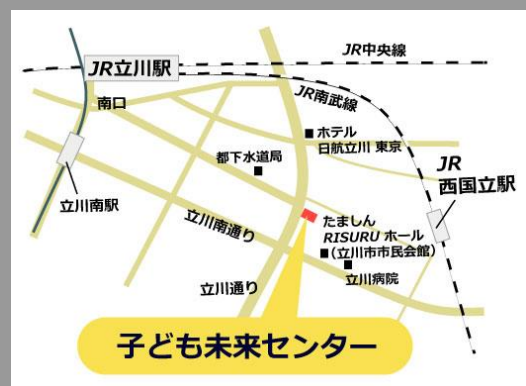 JR中央線
JR立川駅
JR南武線
南口
ホテル
日航立川 東京
都下水道局
JR
西国立駅
立川南駅
たましん
RISURU ホール
(立川市市民会館)
立川南通り
立川病院
立川通り
子ども未来センター